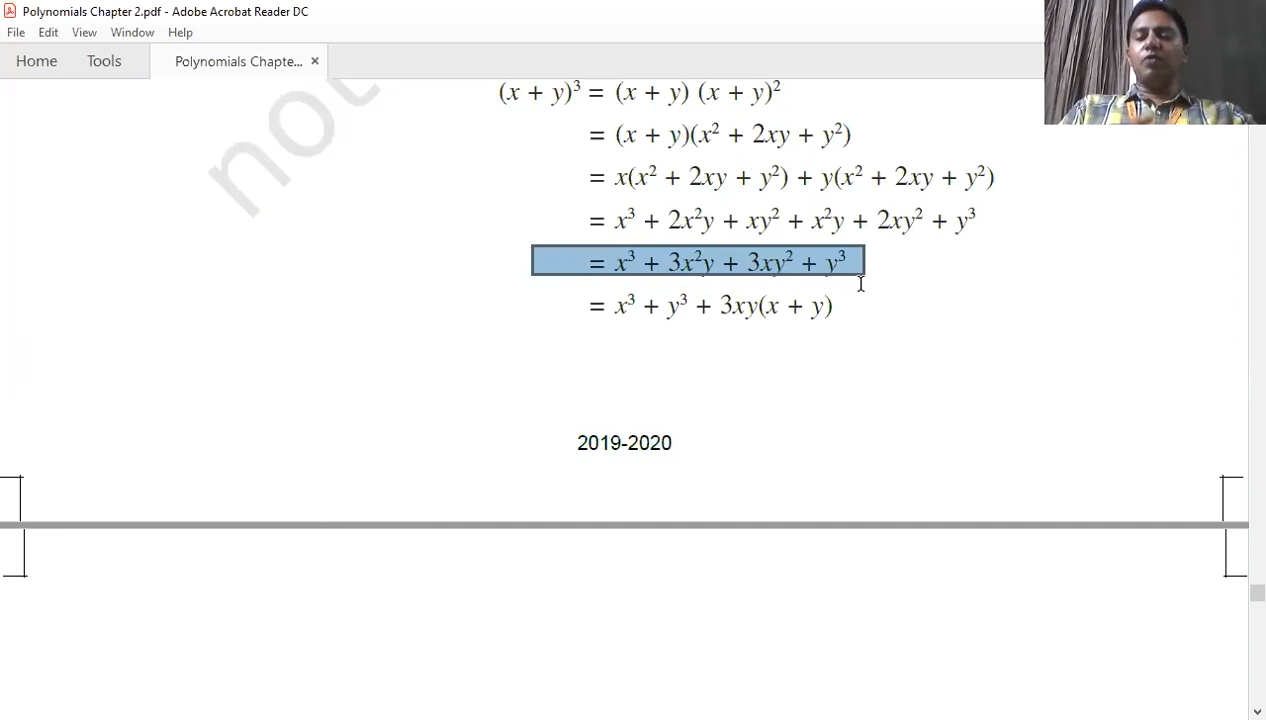 Polynomials Chapter 2.pdf - Adobe Acrobat Reader DC
File Edit View Window Help
Home Tools Polynomials Chapte... ×
not
(x + y)³ = (x + y) (x + y)²
= (x + y)(x² + 2xy + y²)
= x(x² + 2xy + y²) + y(x² + 2xy + y²)
= x³ + 2x²y + xy² + x²y + 2xy² + y³
= x³ + 3x²y + 3xy² + y³
= x³ + y³ + 3xy(x + y)
2019-2020